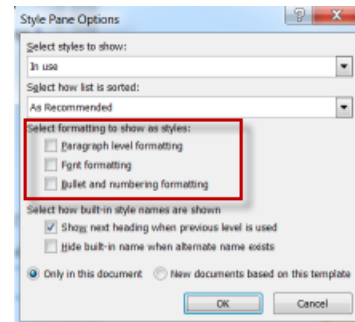 Style Pane Options
Select styles to show:
In use
Select how list is sorted:
As Recommended
Select formatting to show as styles:
Paragraph level formatting
Font formatting
Bullet and numbering formatting
Select how built-in style names are shown
Show next heading when previous level is used
Hide built-in name when alternate name exists
Only in this document New documents based on this template
OK Cancel